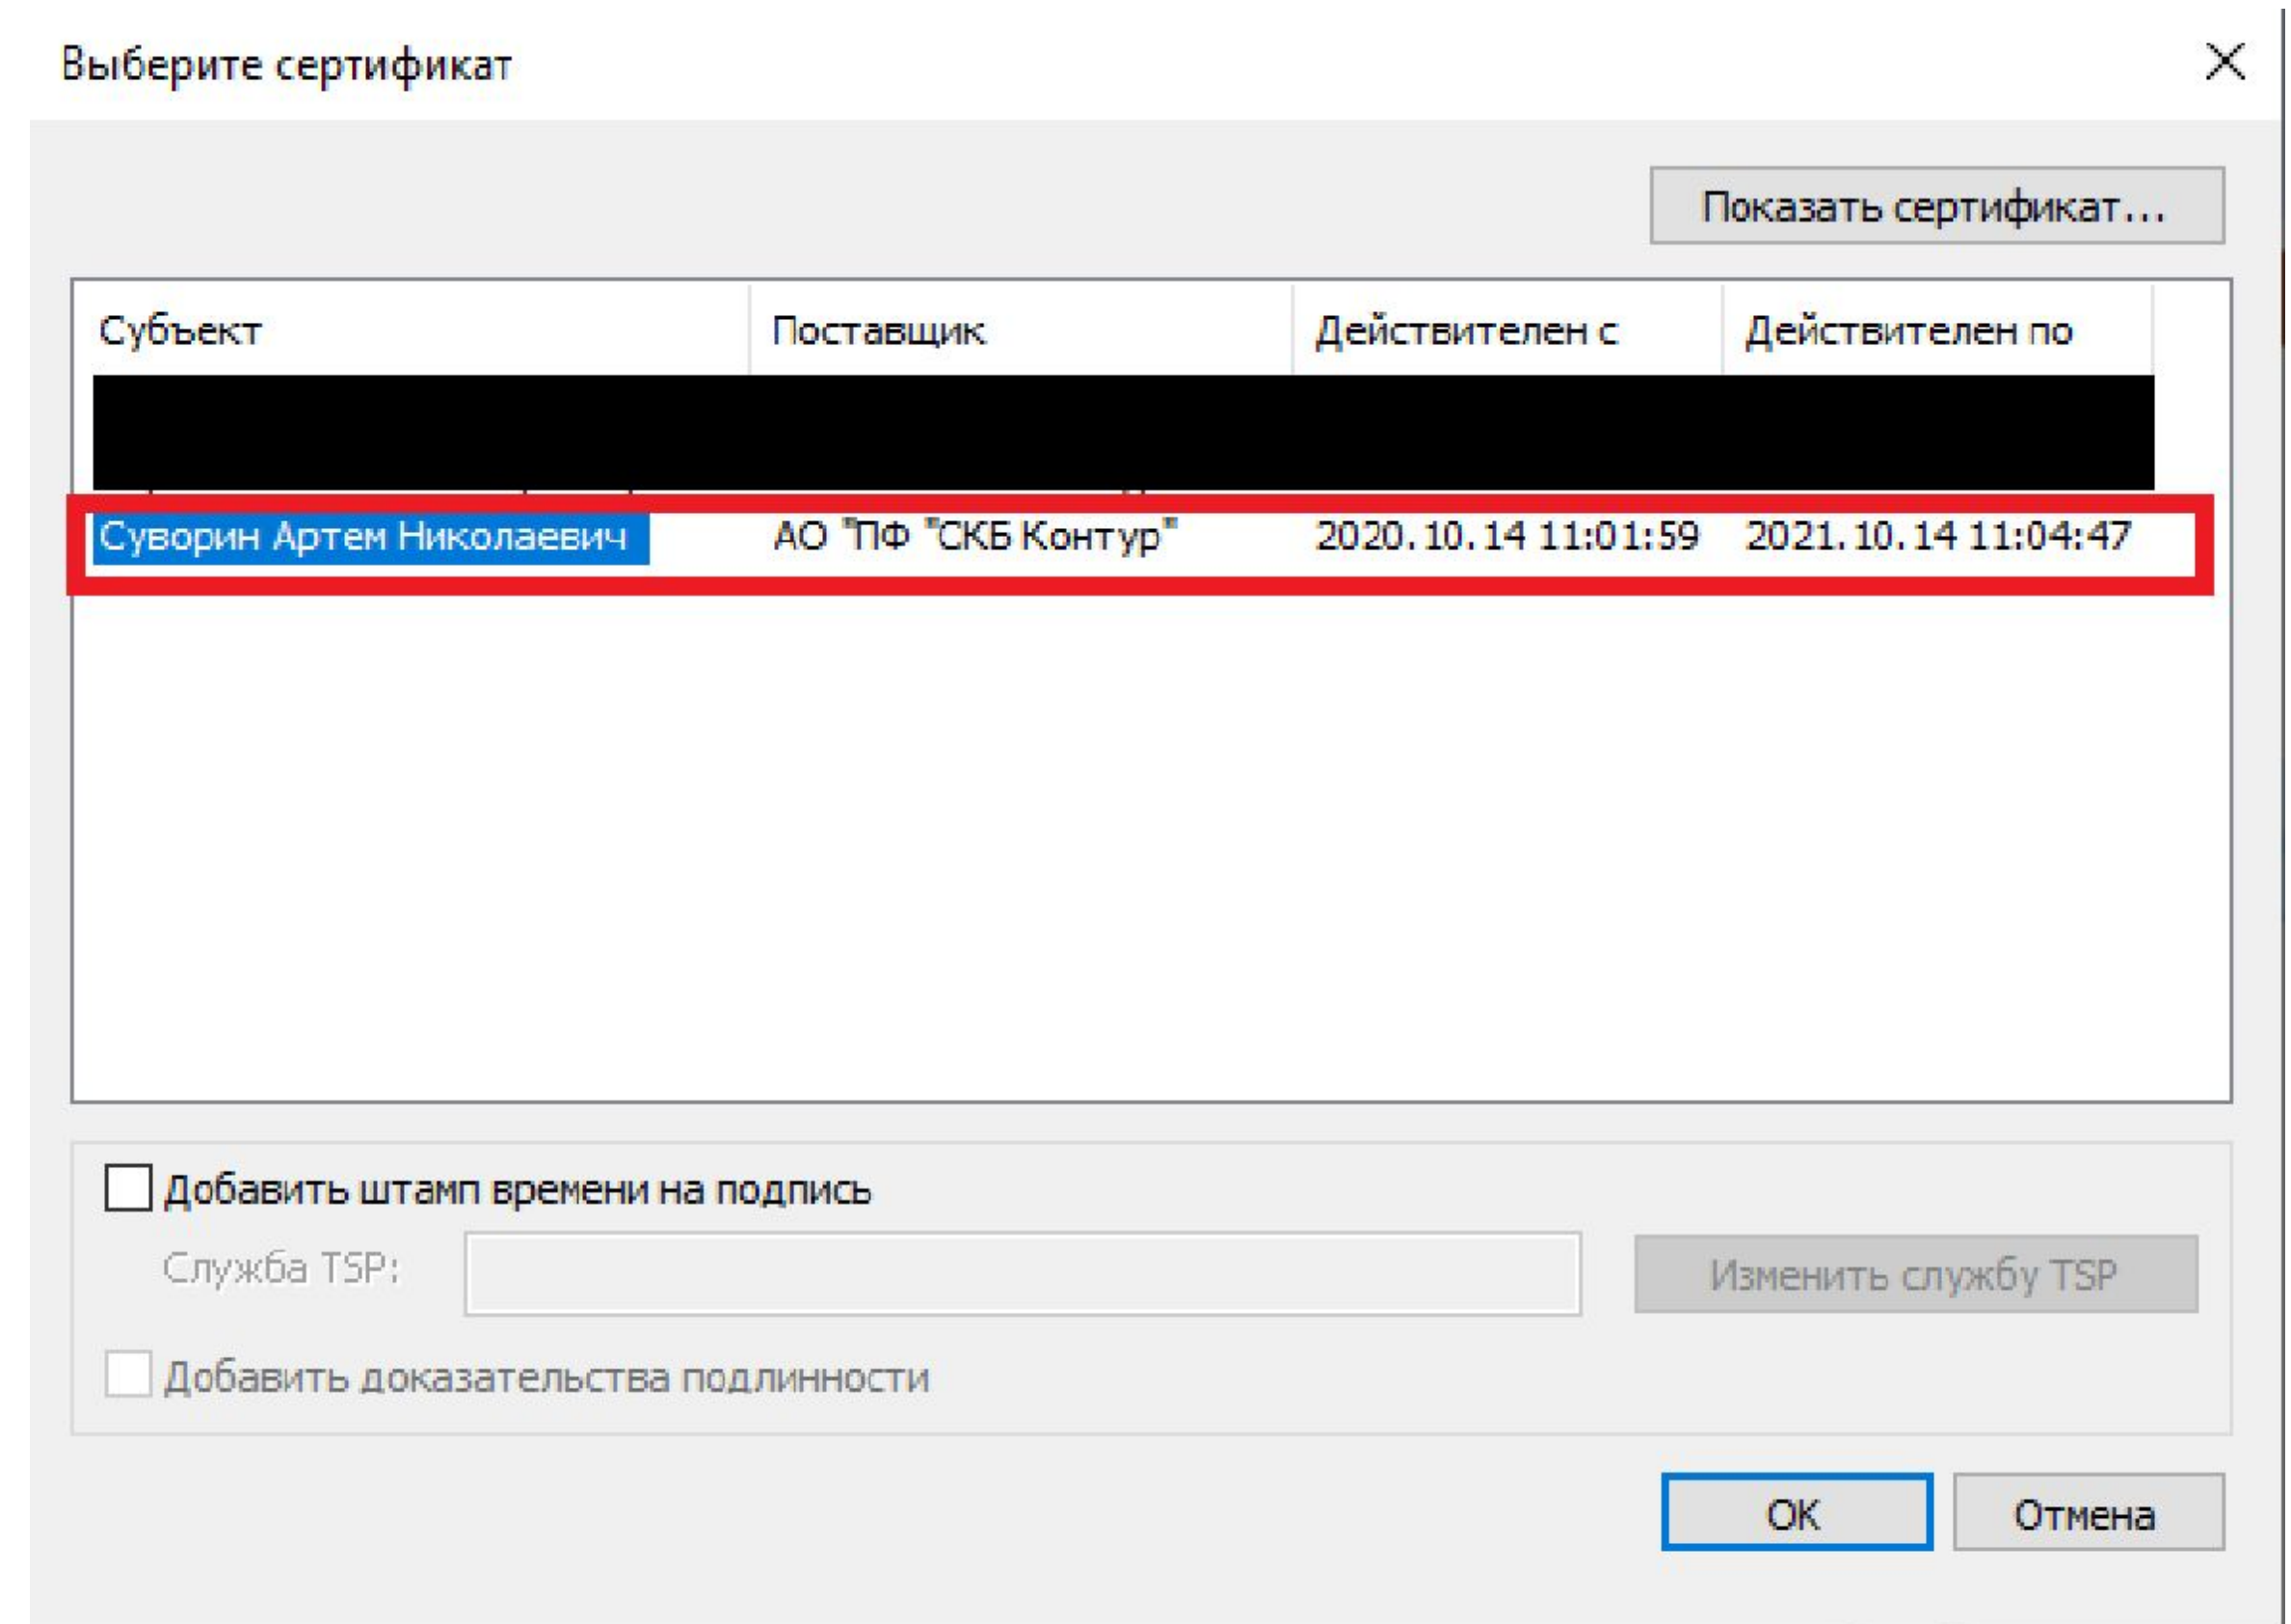 Выберите сертификат
Показать сертификат...
Субъект Поставщик Действителен с Действителен по
Суворин Артем Николаевич АО "ПФ "СКБ Контур" 2020.10.14 11:01:59 2021.10.14 11:04:47
Добавить штамп времени на подпись
Служба TSP: Изменить службу TSP
Добавить доказательства подлинности
ОК Отмена